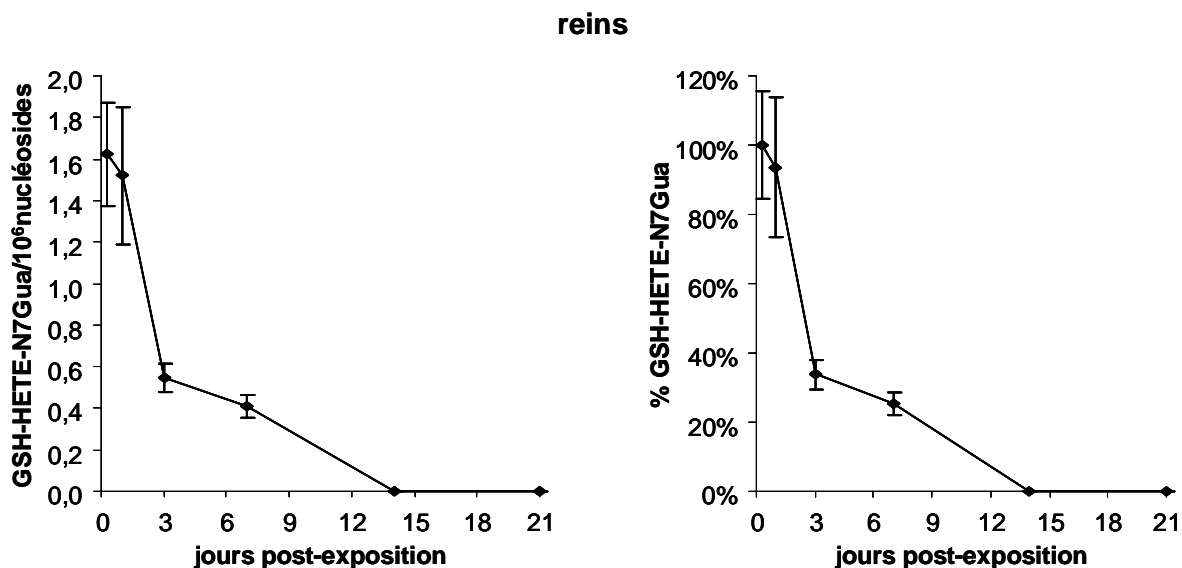 reins
GSH-HETE-N7Gua/10⁶nucléosides
2,0
1,8
1,6
1,4
1,2
1,0
0,8
0,6
0,4
0,2
0,0
0 3 6 9 12 15 18 21
jours post-exposition
% GSH-HETE-N7Gua
120%
100%
80%
60%
40%
20%
0%
0 3 6 9 12 15 18 21
jours post-exposition